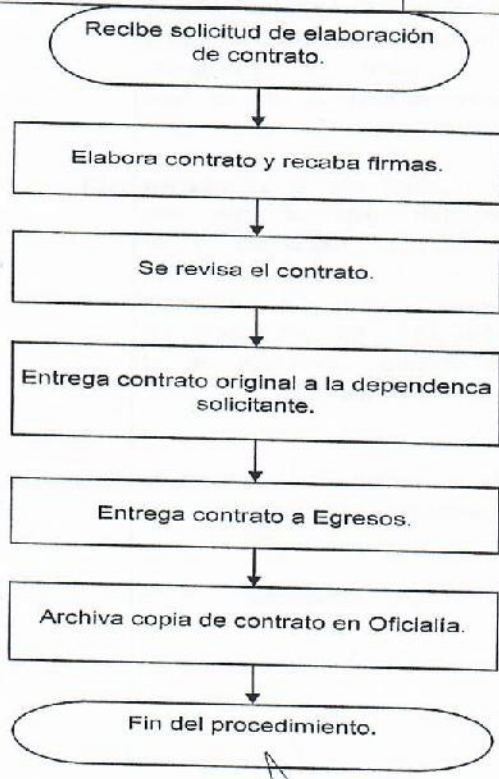 Recibe solicitud de elaboración
de contrato.
Elabora contrato y recaba firmas.
Se revisa el contrato.
Entrega contrato original a la dependenca
solicitante.
Entrega contrato a Egresos.
Archiva copia de contrato en Oficialía.
Fin del procedimiento.